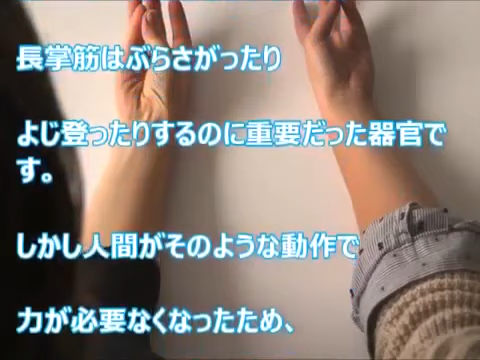 長掌筋はぶらさがったり
よじ登ったりするのに重要だった器官で
す。
しかし人間がそのような動作で
力が必要なくなったため、